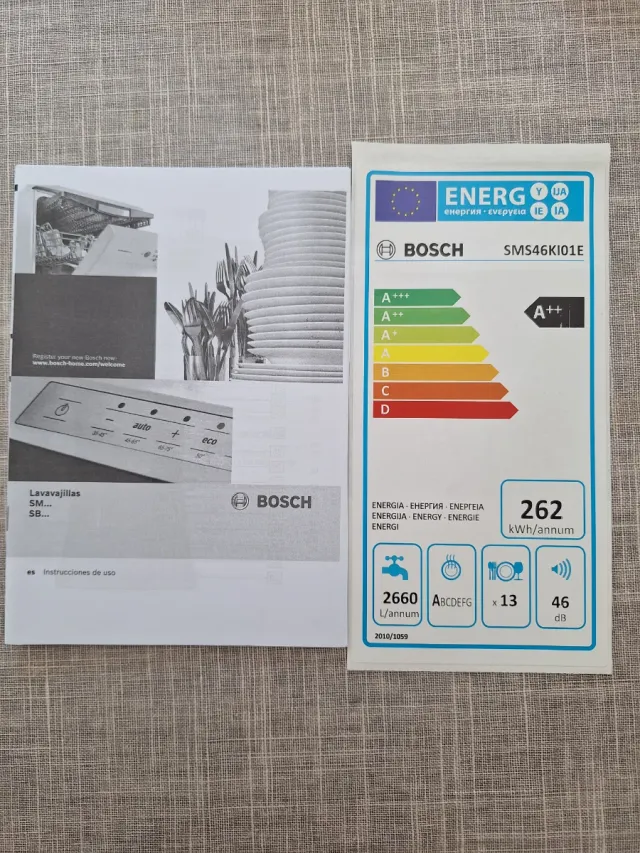 Register your new Bosch now:
www.bosch-home.com/welcome
auto
eco
Lavavajillas
SM...
SB...
BOSCH
es Instrucciones de uso
ENERG Y IJA
енергия · ενεργεια IE IA
BOSCH SMS46KI01E
A+++
A++
A++
A+
A
B
C
D
ENERGIA · ЕНЕРГИЯ · ΕΝΕΡΓΕΙΑ
ENERGIJA · ENERGY · ENERGIE
ENERGI
262
kWh/annum
2660
L/annum
ABCDEFG
x 13
46
dB
2010/1059